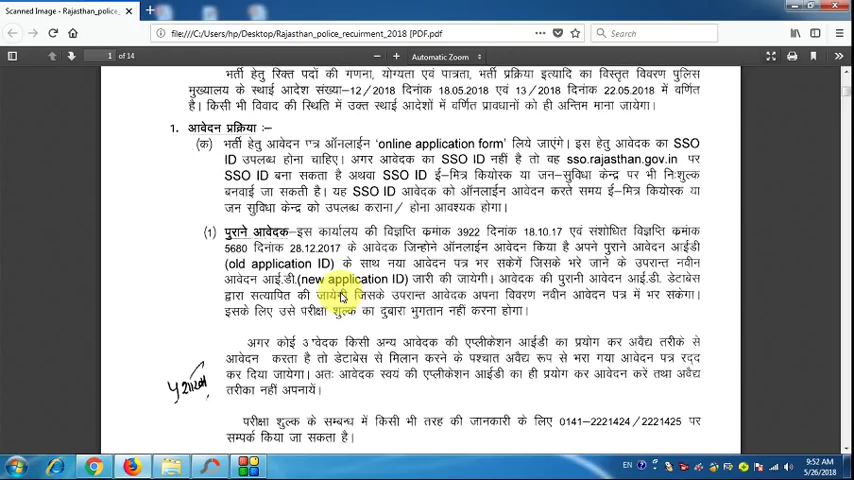 Scanned Image - Rajasthan_police_
file:///C:/Users/hp/Desktop/Rajasthan_police_recuirment_2018 [PDF.pdf
Search
1 of 14
Automatic Zoom
भर्ती हेतु रिक्त पदों की गणना, योग्यता एवं पात्रता, भर्ती प्रक्रिया इत्यादि का विस्तृत विवरण पुलिस
मुख्यालय के स्थाई आदेश संख्या-12/2018 दिनांक 18.05.2018 एवं 13/2018 दिनांक 22.05.2018 में वर्णित
है। किसी भी विवाद की स्थिति में उक्त स्थाई आदेशों में वर्णित प्रावधानों को ही अन्तिम माना जायेगा।
1. आवेदन प्रक्रिया :-
(क) भर्ती हेतु आवेदन पत्र ऑनलाईन 'online application form' लिये जाएंगे। इस हेतु आवेदक का SSO
ID उपलब्ध होना चाहिए। अगर आवेदक का SSO ID नहीं है तो वह sso.rajasthan.gov.in पर
SSO ID बना सकता है अथवा SSO ID ई-मित्र कियोस्क या जन-सुविधा केन्द्र पर भी निःशुल्क
बनवाई जा सकती है। यह SSO ID आवेदक को ऑनलाईन आवेदन करते समय ई-मित्र कियोस्क या
जन सुविधा केन्द्र को उपलब्ध कराना/ होना आवश्यक होगा।
(1) पुराने आवेदक-इस कार्यालय की विज्ञप्ति क्रमांक 3922 दिनांक 18.10.17 एवं संशोधित विज्ञप्ति क्रमांक
5680 दिनांक 28.12.2017 के आवेदक जिन्होने ऑनलाईन आवेदन किया है अपने पुराने आवेदन आईडी
(old application ID) के साथ नया आवेदन पत्र भर सकेगें जिसके भरे जाने के उपरान्त नवीन
आवेदन आई.डी.(new application ID) जारी की जायेगी। आवेदक की पुरानी आवेदन आई.डी. डेटाबेस
द्वारा सत्यापित की जायेगी जिसके उपरान्त आवेदक अपना विवरण नवीन आवेदन पत्र में भर सकेगा।
इसके लिए उसे परीक्षा शुल्क का दुबारा भुगतान नहीं करना होगा।
अगर कोई आवेदक किसी अन्य आवेदक की एप्लीकेशन आईडी का प्रयोग कर अवैद्य तरीके से
आवेदन करता है तो डेटाबेस से मिलान करने के पश्चात अवैद्य रूप से भरा गया आवेदन पत्र रदद्
कर दिया जायेगा। अतः आवेदक स्वयं की एप्लीकेशन आईडी का ही प्रयोग कर आवेदन करें तथा अवैद्य
तरीका नहीं अपनायें।
परीक्षा शुल्क के सम्बन्ध में किसी भी तरह की जानकारी के लिए 0141-2221424/2221425 पर
सम्पर्क किया जा सकता है।
EN
9:52 AM
5/26/2018